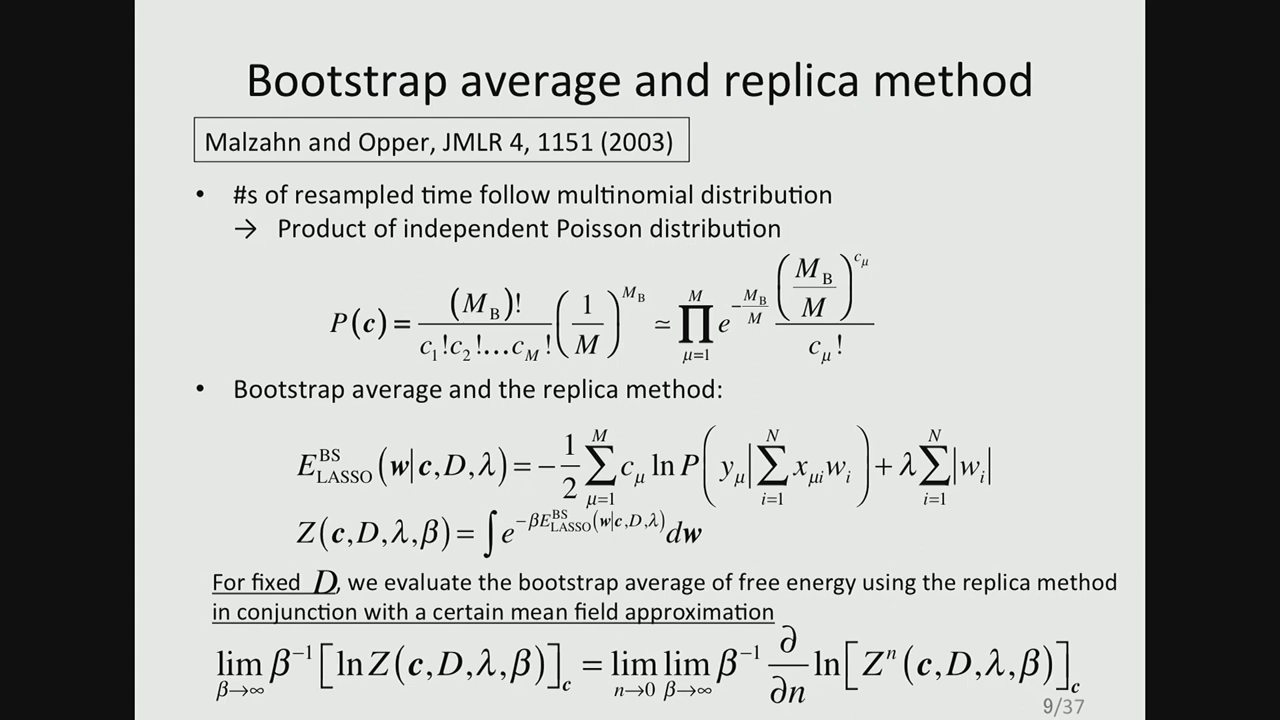 Bootstrap average and replica method
Malzahn and Opper, JMLR 4, 1151 (2003)
• #s of resampled time follow multinomial distribution
→ Product of independent Poisson distribution
P(c) = (M_B)! / (c_1! c_2! … c_M!) (1/M)^{M_B} ≃ ∏_{μ=1}^{M} e^{-M_B/M} (M_B/M)^{c_μ} / c_μ!
• Bootstrap average and the replica method:
E_{LASSO}^{BS}(w|c,D,λ) = -1/2 ∑_{μ=1}^{M} c_μ ln P(y_μ | ∑_{i=1}^{N} x_{μi} w_i) + λ ∑_{i=1}^{N} |w_i|
Z(c,D,λ,β) = ∫ e^{-βE_{LASSO}^{BS}(w|c,D,λ)} dw
For fixed D, we evaluate the bootstrap average of free energy using the replica method
in conjunction with a certain mean field approximation
lim_{β→∞} β^{-1} [ln Z(c,D,λ,β)]_c = lim_{n→0} lim_{β→∞} β^{-1} ∂/∂n ln[Z^n(c,D,λ,β)]_c
9/37